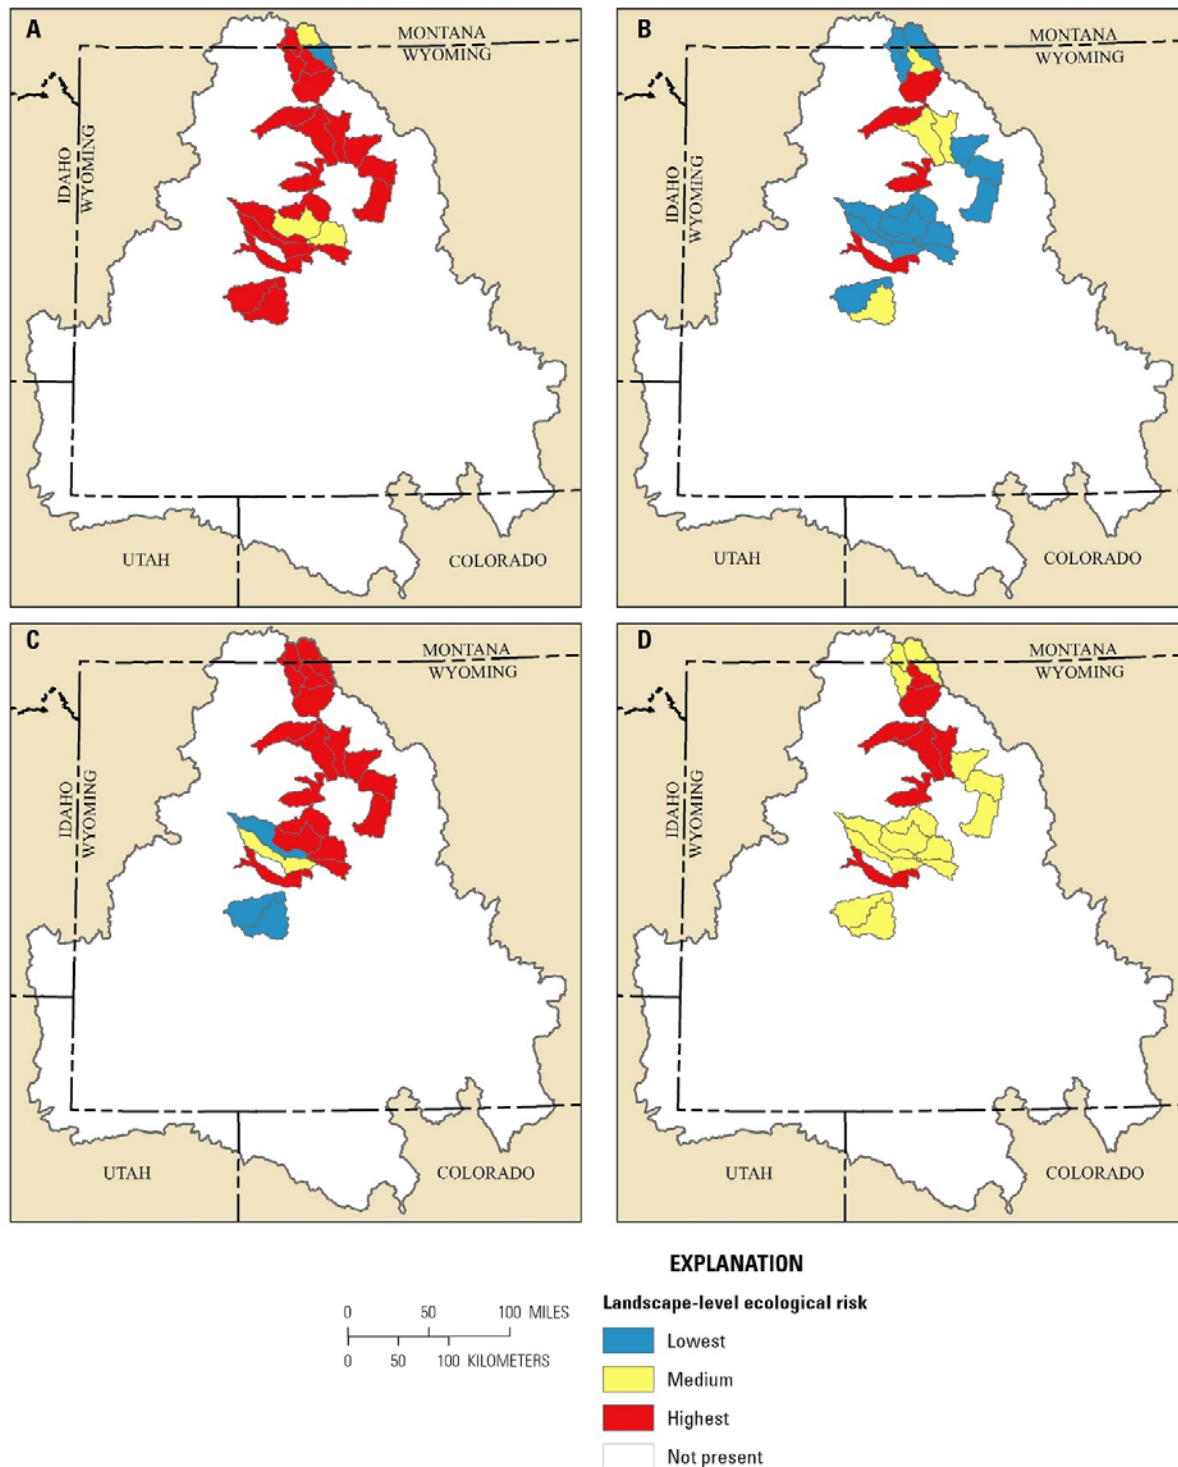 A
MONTANA
WYOMING
IDAHO
WYOMING
UTAH
COLORADO
B
MONTANA
WYOMING
IDAHO
WYOMING
UTAH
COLORADO
C
MONTANA
WYOMING
IDAHO
WYOMING
UTAH
COLORADO
D
MONTANA
WYOMING
IDAHO
WYOMING
UTAH
COLORADO
0 50 100 MILES
0 50 100 KILOMETERS
EXPLANATION
Landscape-level ecological risk
Lowest
Medium
Highest
Not present